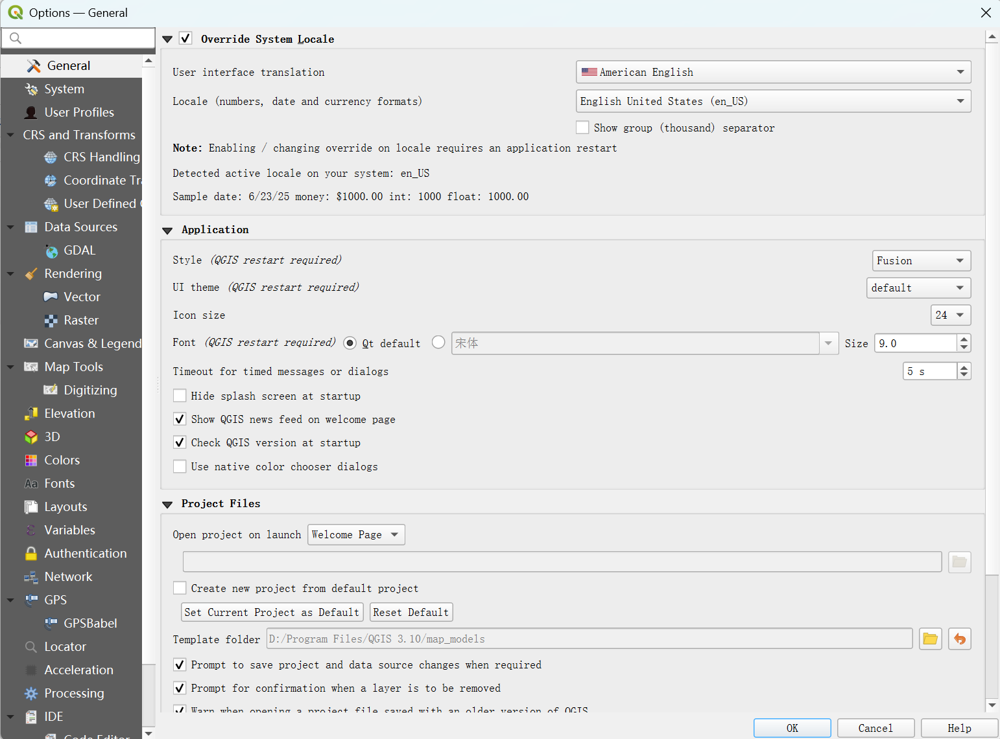 Options — General
General
System
User Profiles
CRS and Transforms
CRS Handling
Coordinate Tr
User Defined
Data Sources
GDAL
Rendering
Vector
Raster
Canvas & Legend
Map Tools
Digitizing
Elevation
3D
Colors
Fonts
Layouts
Variables
Authentication
Network
GPS
GPSBabel
Locator
Acceleration
Processing
IDE
Code Editor
Override System Locale
User interface translation American English
Locale (numbers, date and currency formats) English United States (en_US)
Show group (thousand) separator
Note: Enabling / changing override on locale requires an application restart
Detected active locale on your system: en_US
Sample date: 6/23/25 money: $1000.00 int: 1000 float: 1000.00
Application
Style (QGIS restart required) Fusion
UI theme (QGIS restart required) default
Icon size 24
Font (QGIS restart required) Qt default 宋体 Size 9.0
Timeout for timed messages or dialogs 5 s
Hide splash screen at startup
Show QGIS news feed on welcome page
Check QGIS version at startup
Use native color chooser dialogs
Project Files
Open project on launch Welcome Page
Create new project from default project
Set Current Project as Default Reset Default
Template folder D:/Program Files/QGIS 3.10/map_models
Prompt to save project and data source changes when required
Prompt for confirmation when a layer is to be removed
Warn when opening a project file saved with an older version of QGIS
OK Cancel Help